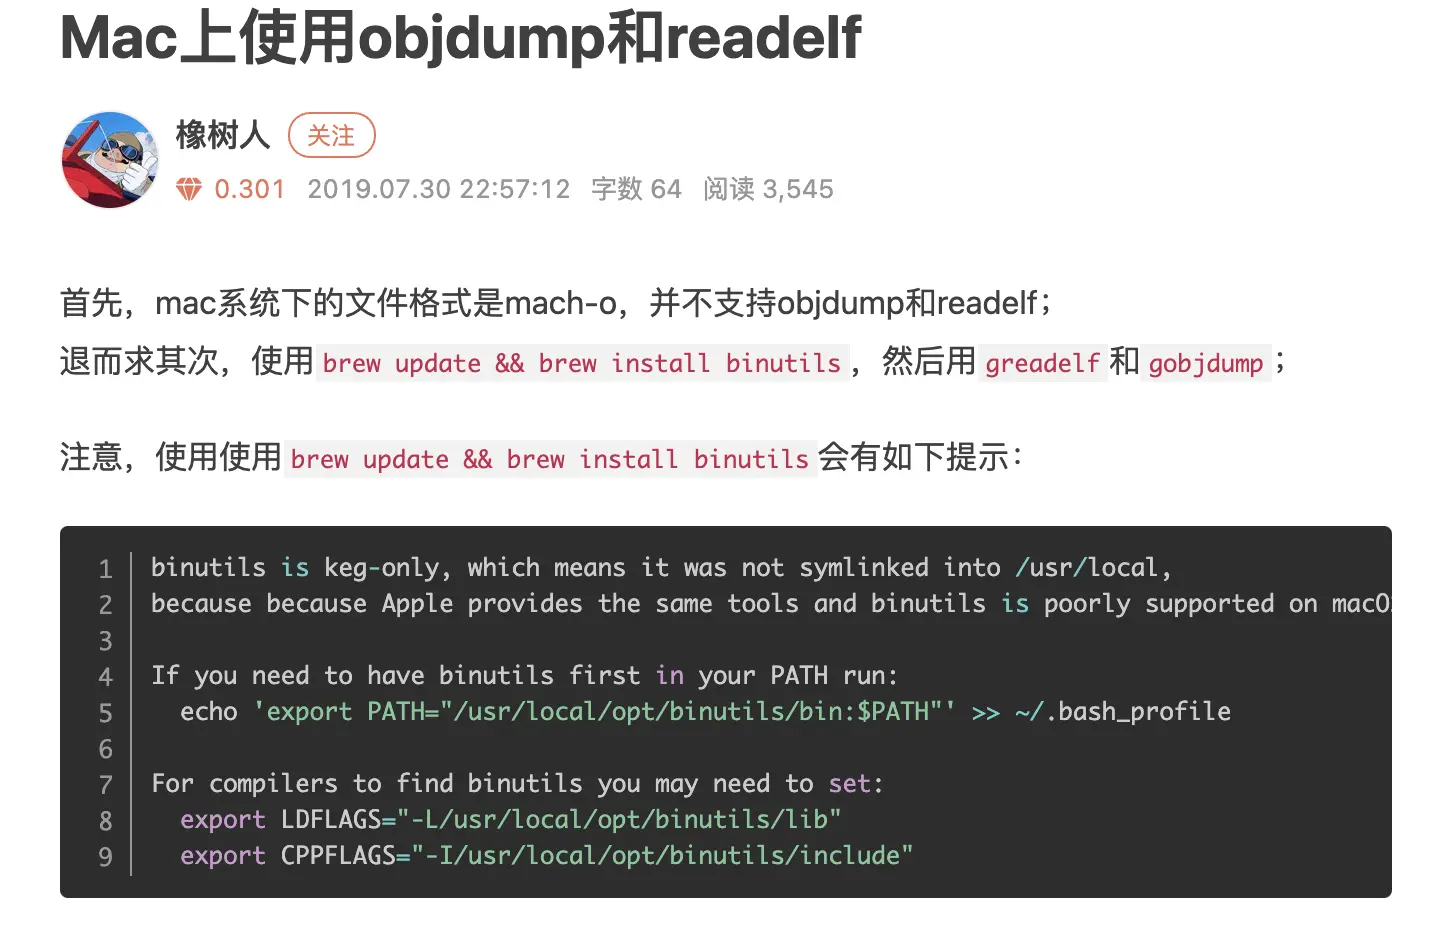 Mac上使用objdump和readelf
橡树人 关注
0.301 2019.07.30 22:57:12 字数 64 阅读 3,545
首先，mac系统下的文件格式是mach-o，并不支持objdump和readelf；
退而求其次，使用 brew update && brew install binutils ，然后用 greadelf 和 gobjdump ；
注意，使用使用 brew update && brew install binutils 会有如下提示：
1 binutils is keg-only, which means it was not symlinked into /usr/local,
2 because because Apple provides the same tools and binutils is poorly supported on macO
3
4 If you need to have binutils first in your PATH run:
5 echo 'export PATH="/usr/local/opt/binutils/bin:$PATH"' >> ~/.bash_profile
6
7 For compilers to find binutils you may need to set:
8 export LDFLAGS="-L/usr/local/opt/binutils/lib"
9 export CPPFLAGS="-I/usr/local/opt/binutils/include"